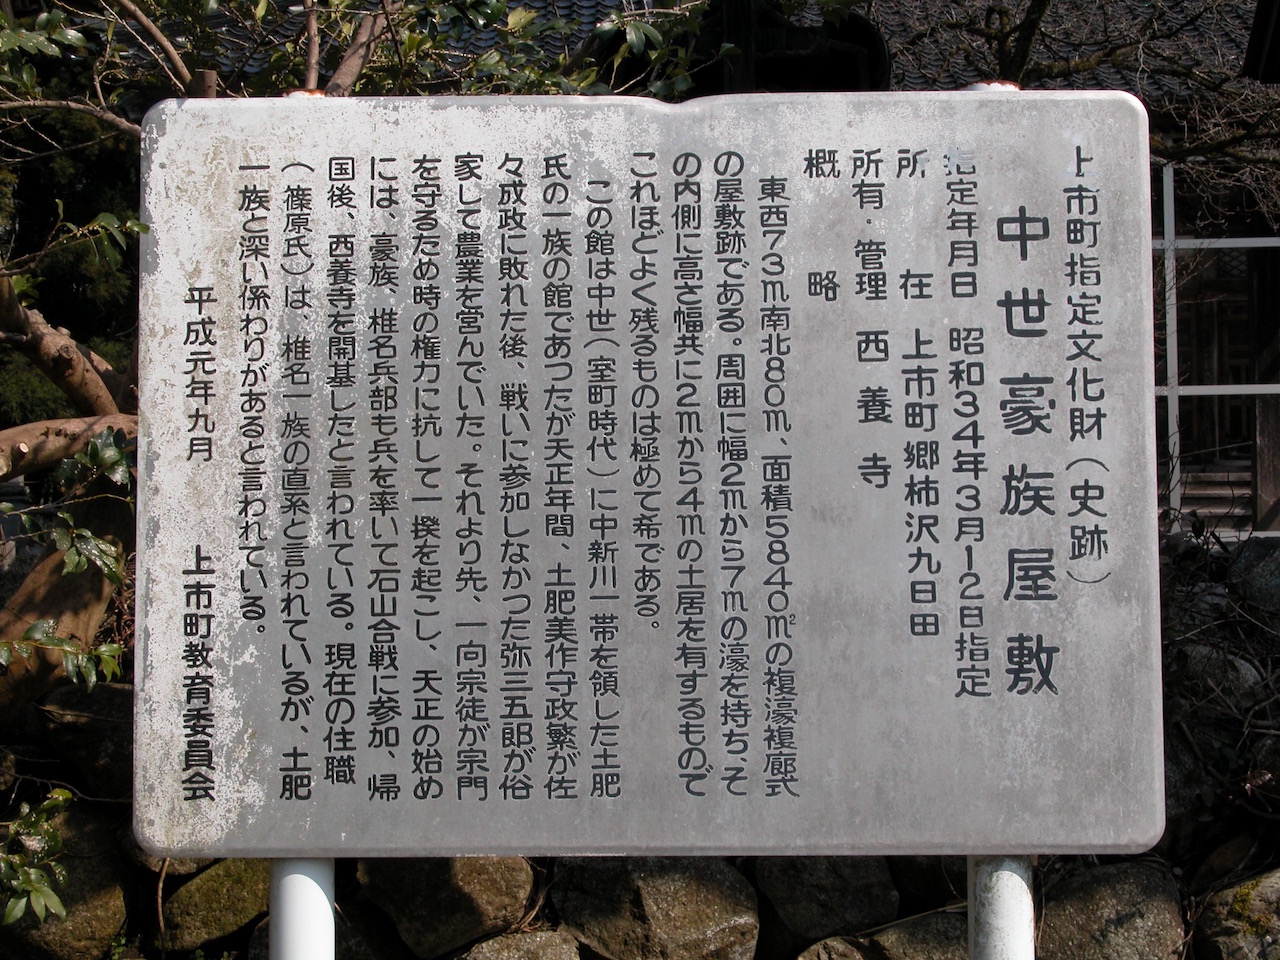 上市町指定文化財(史跡)
中世豪族屋敷
指定年月日 昭和34年3月12日指定
所在 上市町郷柿沢九日田
所有・管理 西養寺
概略
東西73m南北80m、面積5840㎡の複濠複廓式
の屋敷跡である。周囲に幅2mから7mの濠を持ち、そ
の内側に高さ幅共に2mから4mの土居を有するもので
これほどよく残るものは極めて希である。
この館は中世(室町時代)に中新川一帯を領した土肥
氏の一族の館であつたが天正年間、土肥美作守政繁が佐
々成政に敗れた後、戦いに参加しなかつた弥三五郎が俗
家して農業を営んでいた。それより先、一向宗徒が宗門
を守るため時の権力に抗して一揆を起こし、天正の始め
には、豪族、椎名兵部も兵を率いて石山合戦に参加、帰
国後、西養寺を開基したと言われている。現在の住職
(篠原氏)は、椎名一族の直系と言われているが、土肥
一族と深い係わりがあると言われている。
平成元年九月 上市町教育委員会